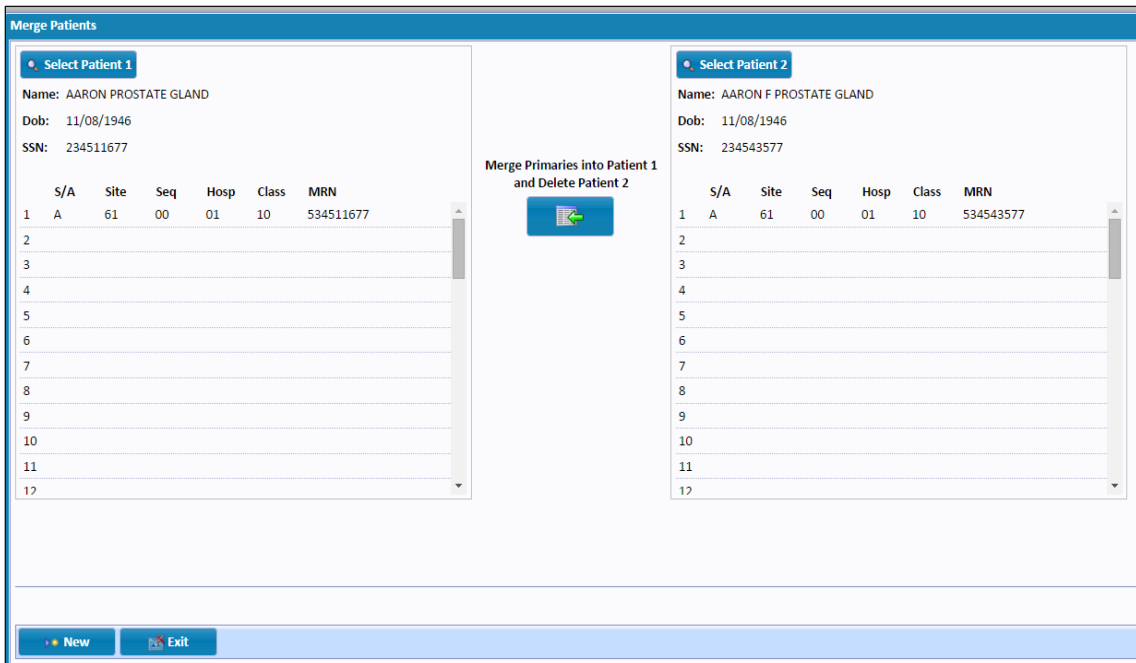 Merge Patients
Select Patient 1
Name: AARON PROSTATE GLAND
Dob: 11/08/1946
SSN: 234511677
S/A Site Seq Hosp Class MRN
1 A 61 00 01 10 534511677
2
3
4
5
6
7
8
9
10
11
12
Merge Primaries into Patient 1
and Delete Patient 2
Select Patient 2
Name: AARON F PROSTATE GLAND
Dob: 11/08/1946
SSN: 234543577
S/A Site Seq Hosp Class MRN
1 A 61 00 01 10 534543577
2
3
4
5
6
7
8
9
10
11
12
New Exit